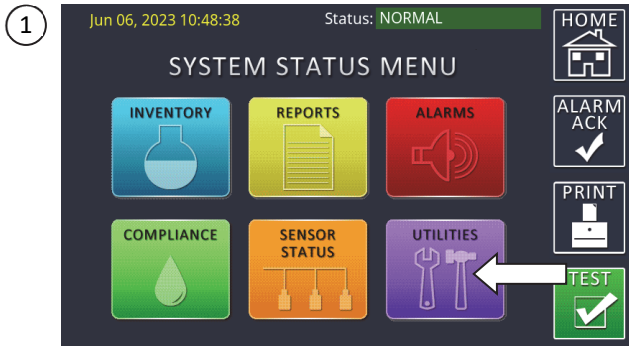 1
Jun 06, 2023 10:48:38
Status: NORMAL
HOME
SYSTEM STATUS MENU
INVENTORY
REPORTS
ALARMS
ALARM
ACK
PRINT
COMPLIANCE
SENSOR
STATUS
UTILITIES
TEST